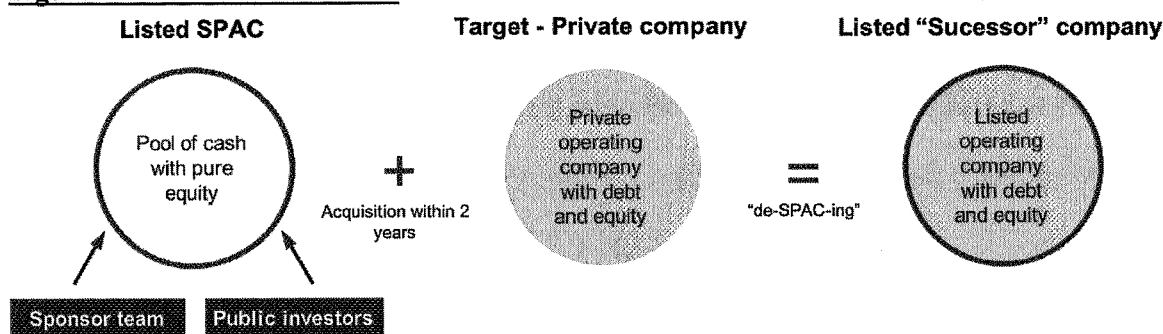 Listed SPAC
Target - Private company
Listed “Sucessor” company
Pool of cash
with pure
equity
+
Acquisition within 2
years
Private
operating
company
with debt
and equity
=
“de-SPAC-ing”
Listed
operating
company
with debt
and equity
Sponsor team
Public investors